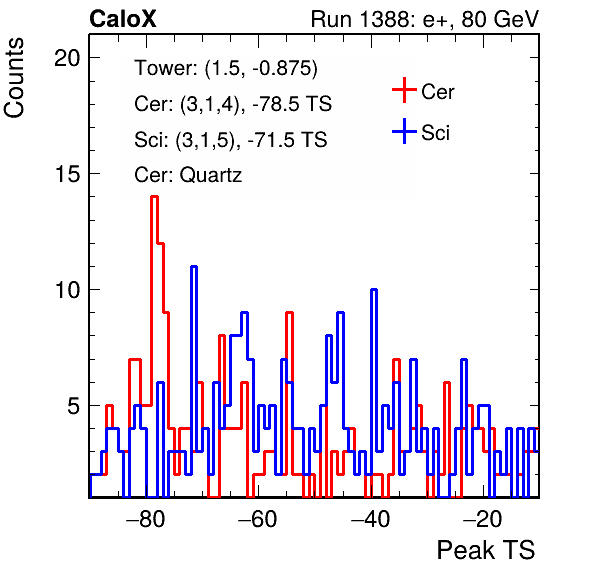 CaloX Run 1388: e+, 80 GeV
Counts
Tower: (1.5, -0.875)
Cer: (3,1,4), -78.5 TS
Sci: (3,1,5), -71.5 TS
Cer: Quartz
Cer
Sci
20
15
10
5
−80 −60 −40 −20
Peak TS